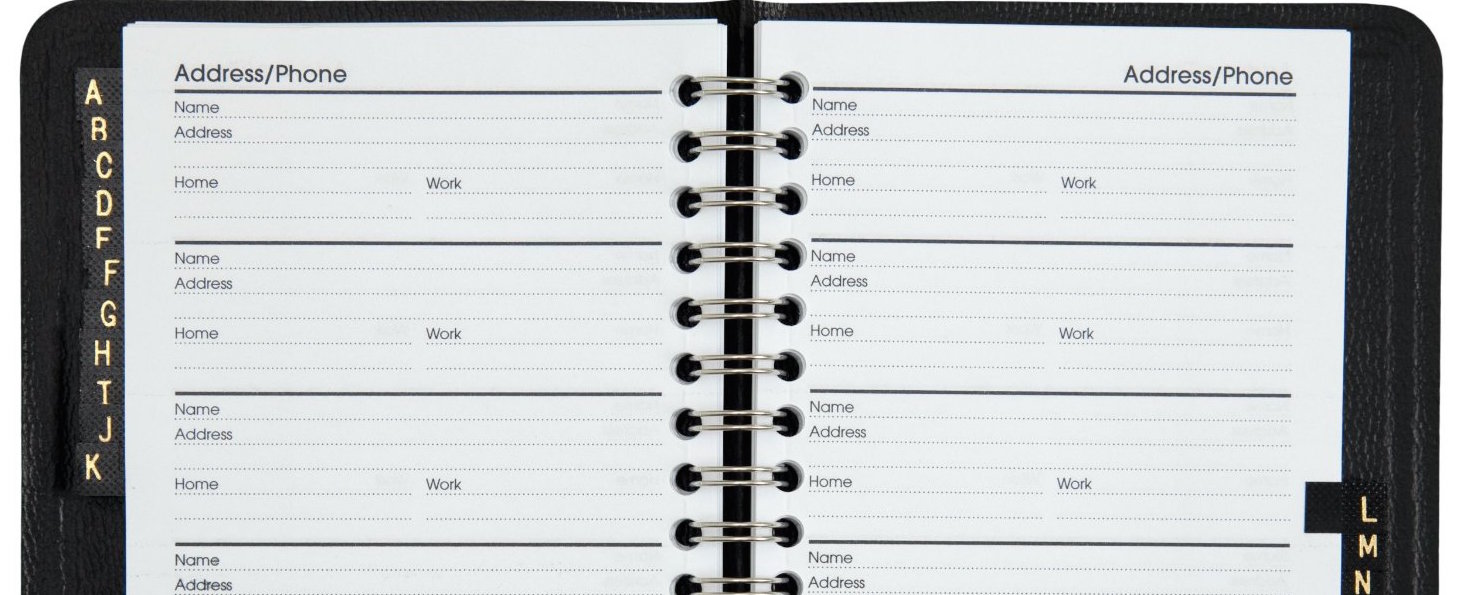 A
B
C
D
F
F
G
H
T
J
K
Address/Phone
Name
Address
Home Work
Name
Address
Home Work
Name
Address
Home Work
Name
Address
Address/Phone
Name
Address
Home Work
Name
Address
Home Work
Name
Address
Home Work
Name
Address
L
M
N